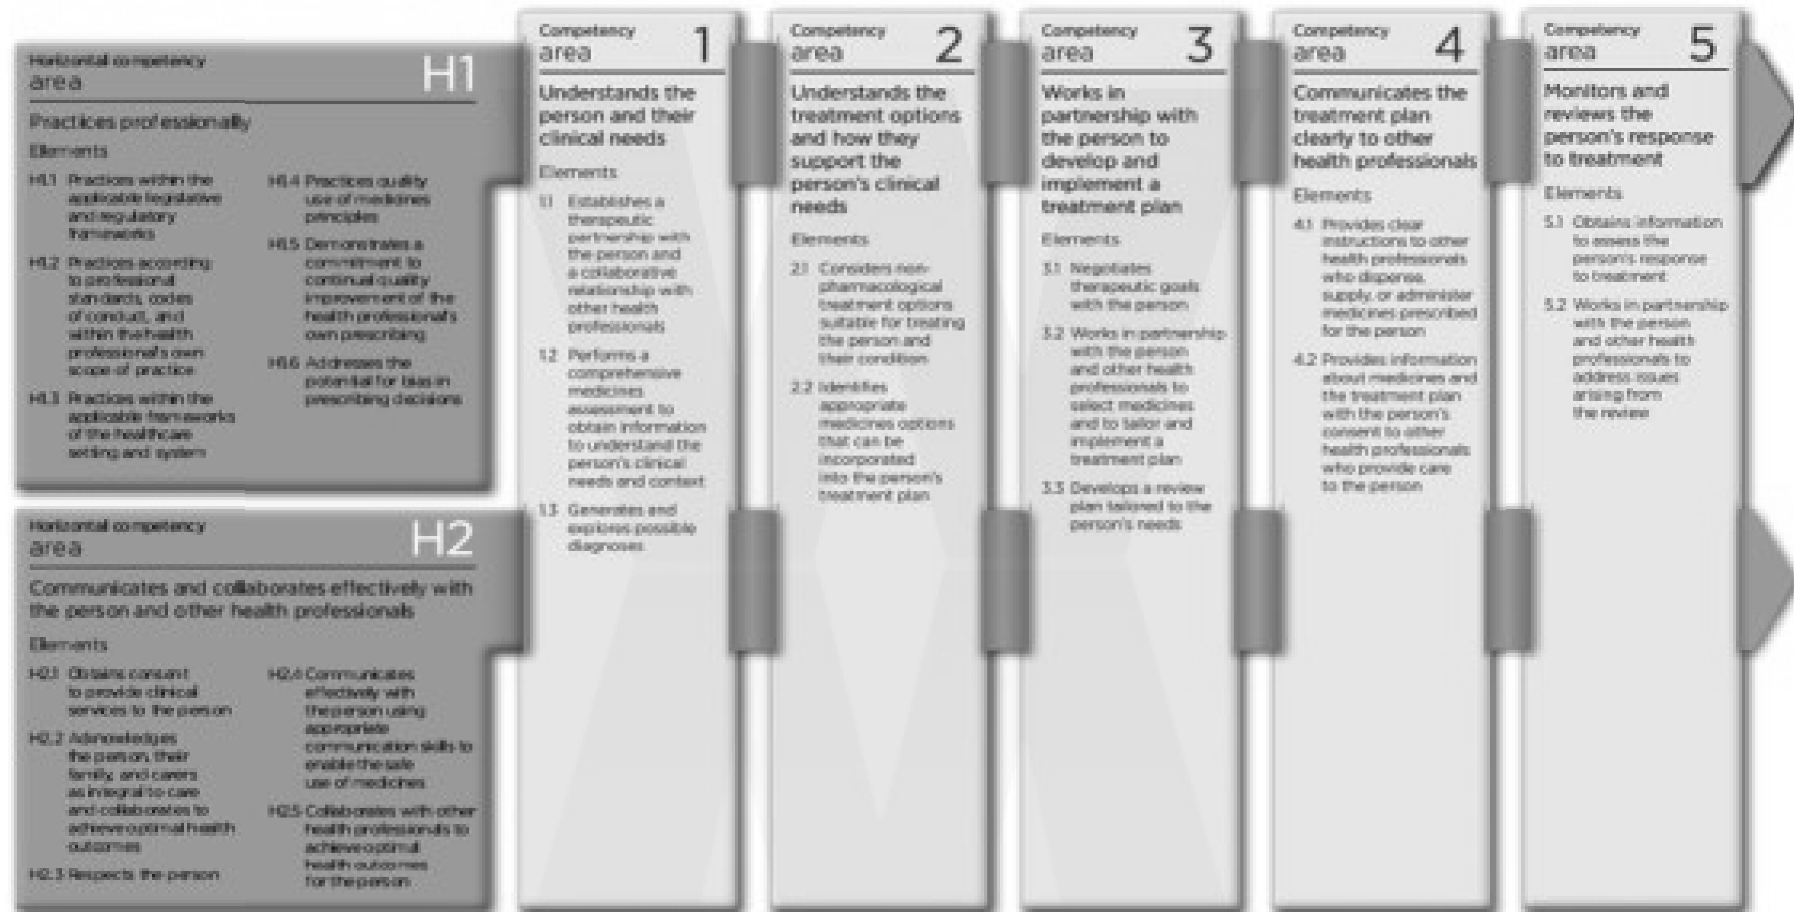 Horizontal competency
area
H1
Practices professionally
Elements
H1.1 Practices within the
applicable legislative
and regulatory
frameworks
H1.2 Practices according
to professional
standards, codes
of conduct, and
within the health
professional's own
scope of practice
H1.3 Practices within the
applicable frameworks
of the healthcare
setting and system
H1.4 Practices quality
use of medicines
principles
H1.5 Demonstrates a
commitment to
continual quality
improvement of the
health professional's
own prescribing
H1.6 Addresses the
potential for bias in
prescribing decisions
Horizontal competency
area
H2
Communicates and collaborates effectively with
the person and other health professionals
Elements
H2.1 Obtains consent
to provide clinical
services to the person
H2.2 Acknowledges
the person, their
family, and carers
as integral to care
and collaborates to
achieve optimal health
outcomes
H2.3 Respects the person
H2.4 Communicates
effectively with
the person using
appropriate
communication skills to
enable the safe
use of medicines
H2.5 Collaborates with other
health professionals to
achieve optimal
health outcomes
for the person
Competency
area
1
Understands the
person and their
clinical needs
Elements
1.1 Establishes a
therapeutic
partnership with
the person and
a collaborative
relationship with
other health
professionals
1.2 Performs a
comprehensive
medicines
assessment to
obtain information
to understand the
person's clinical
needs and context
1.3 Generates and
explores possible
diagnoses
Competency
area
2
Understands the
treatment options
and how they
support the
person's clinical
needs
Elements
2.1 Considers non-
pharmacological
treatment options
suitable for treating
the person and
their condition
2.2 Identifies
appropriate
medicines options
that can be
incorporated
into the person's
treatment plan
Competency
area
3
Works in
partnership with
the person to
develop and
implement a
treatment plan
Elements
3.1 Negotiates
therapeutic goals
with the person
3.2 Works in partnership
with the person
and other health
professionals to
select medicines
and to tailor and
implement a
treatment plan
3.3 Develops a review
plan tailored to the
person's needs
Competency
area
4
Communicates the
treatment plan
clearly to other
health professionals
Elements
4.1 Provides clear
instructions to other
health professionals
who dispense,
supply, or administer
medicines prescribed
for the person
4.2 Provides information
about medicines and
the treatment plan
with the person's
consent to other
health professionals
who provide care
to the person
Competency
area
5
Monitors and
reviews the
person's response
to treatment
Elements
5.1 Obtains information
to assess the
person's response
to treatment
5.2 Works in partnership
with the person
and other health
professionals to
address issues
arising from
the review